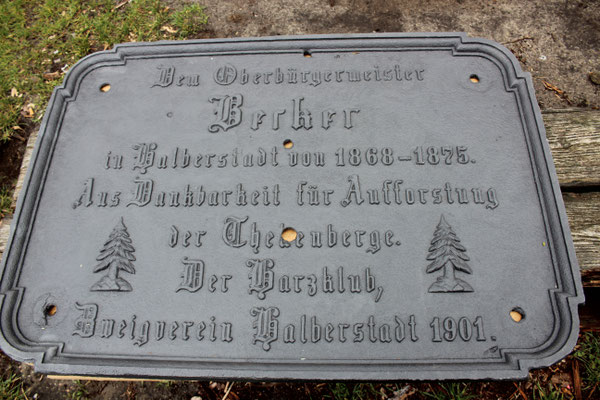 Dem Oberbürgermeister
Becker
in Halberstadt von 1868-1875.
Aus Dankbarkeit für Aufforstung
der Thekenberge.
Der Harzklub,
Zweigverein Halberstadt 1901.